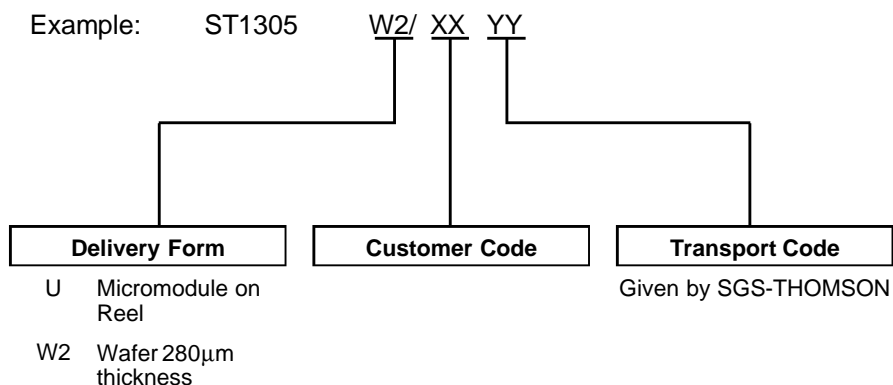 Example: ST1305 W2/ XX YY
Delivery Form
Customer Code
Transport Code
U Micromodule on
Reel
W2 Wafer 280μm
thickness
Given by SGS-THOMSON